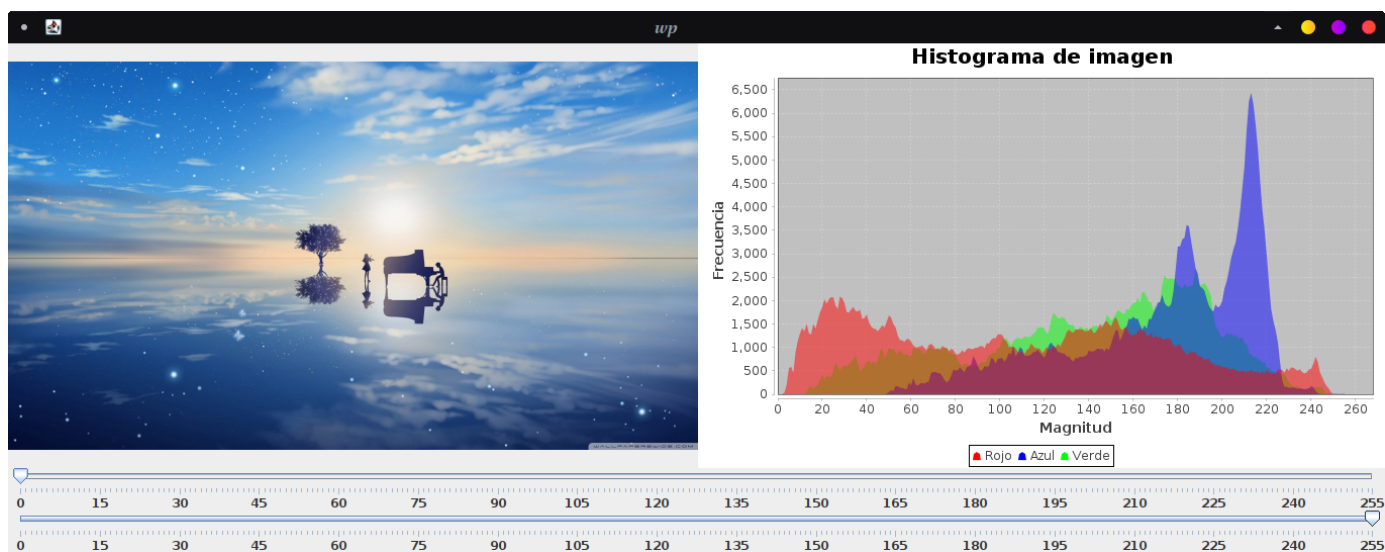 wp
Histograma de imagen
6,500
6,000
5,500
5,000
4,500
4,000
3,500
3,000
2,500
2,000
1,500
1,000
500
0
Frecuencia
0 20 40 60 80 100 120 140 160 180 200 220 240 260
Magnitud
Rojo Azul Verde
WALLPAPERSWIDE.COM
0 15 30 45 60 75 90 105 120 135 150 165 180 195 210 225 240 255
0 15 30 45 60 75 90 105 120 135 150 165 180 195 210 225 240 255